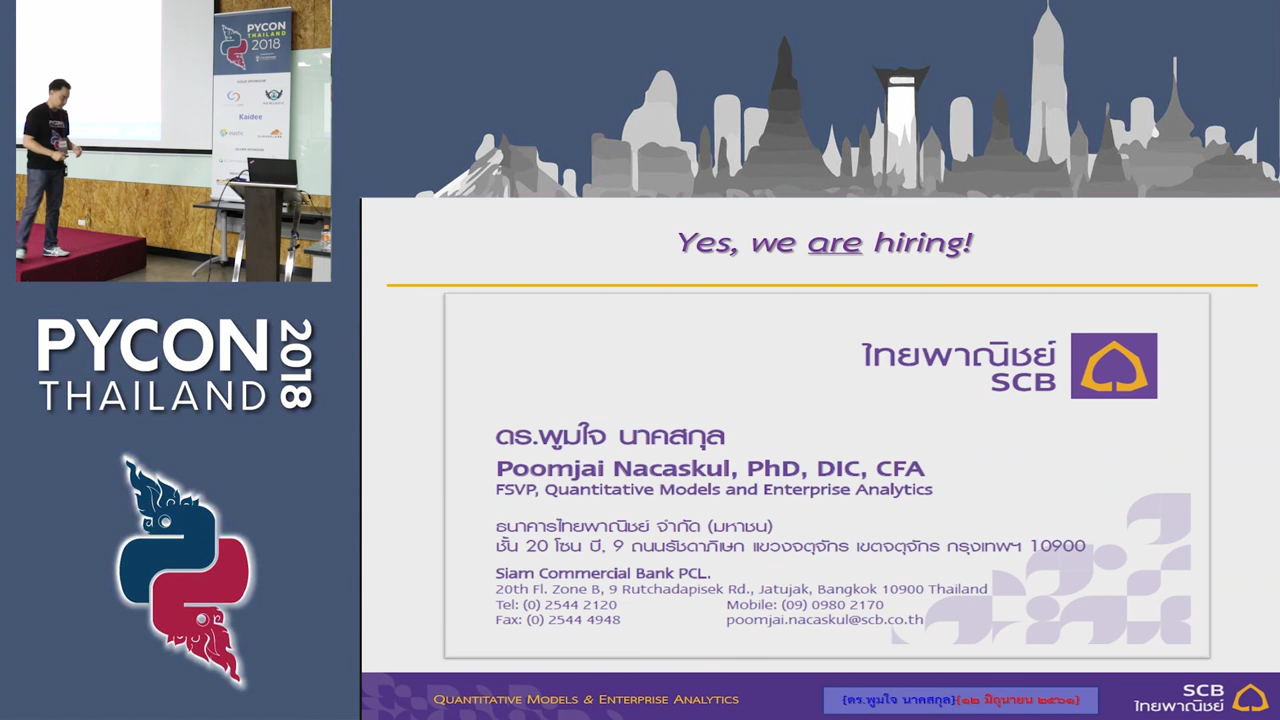 PYCON
THAILAND
2018
Kaidee
PYCON
THAILAND
2018
Yes, we are hiring!
ไทยพาณิชย์
SCB
ดร.พูมใจ นาคสกุล
Poomjai Nacaskul, PhD, DIC, CFA
FSVP, Quantitative Models and Enterprise Analytics
ธนาคารไทยพาณิชย์ จำกัด (มหาชน)
ชั้น 20 โซน บี, 9 ถนนรัชดาภิเษก แขวงจตุจักร เขตจตุจักร กรุงเทพฯ 10900
Siam Commercial Bank PCL.
20th Fl. Zone B, 9 Rutchadapisek Rd., Jatujak, Bangkok 10900 Thailand
Tel: (0) 2544 2120 Mobile: (09) 0980 2170
Fax: (0) 2544 4948 poomjai.nacaskul@scb.co.th
QUANTITATIVE MODELS & ENTERPRISE ANALYTICS
{ดร.พูมใจ นาคสกุล}{๑๒ มิถุนายน ๒๕๖๑}
SCB
ไทยพาณิชย์